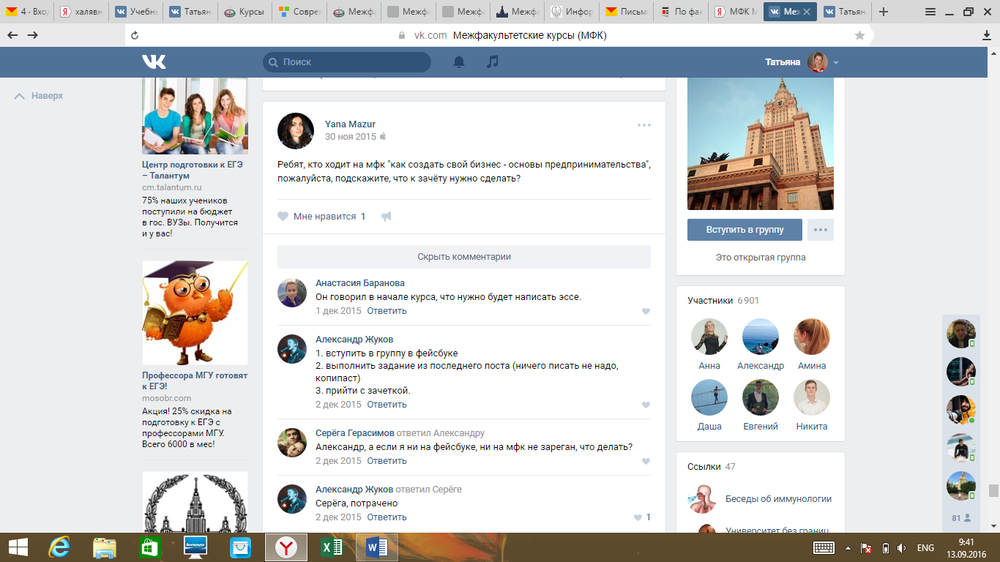 4 · Вход
халявн
Учебнь
Татьян
Курсы
Соврем
Межфа
Межфа
Межфа
Межфа
Инфор
Письмо
По фак
МФК М
Меж
Татьян
vk.com Межфакультетские курсы (МФК)
Поиск
Татьяна
Наверх
Центр подготовки к ЕГЭ
– Талантум
cm.talantum.ru
75% наших учеников
поступили на бюджет
в гос. ВУЗы. Получится
и у вас!
Профессора МГУ готовят
к ЕГЭ!
mosobr.com
Акция! 25% скидка на
подготовку к ЕГЭ с
профессорами МГУ.
Всего 6000 в мес!
Yana Mazur
30 ноя 2015
Ребят, кто ходит на мфк "как создать свой бизнес - основы предпринимательства",
пожалуйста, подскажите, что к зачёту нужно сделать?
Мне нравится 1
Скрыть комментарии
Анастасия Баранова
Он говорил в начале курса, что нужно будет написать эссе.
1 дек 2015 Ответить
Александр Жуков
1. вступить в группу в фейсбуке
2. выполнить задание из последнего поста (ничего писать не надо,
копипаст)
3. прийти с зачеткой.
2 дек 2015 Ответить
Серёга Герасимов ответил Александру
Александр, а если я ни на фейсбуке, ни на мфк не зареган, что делать?
2 дек 2015 Ответить
Александр Жуков ответил Серёге
Серёга, потрачено
2 дек 2015 Ответить
1
Вступить в группу
Это открытая группа
Участники 6 901
Анна Александр Амина
Даша Евгений Никита
Ссылки 47
Беседы об иммунологии
Университет без границ
81
lenovo
ENG
9:41
13.09.2016